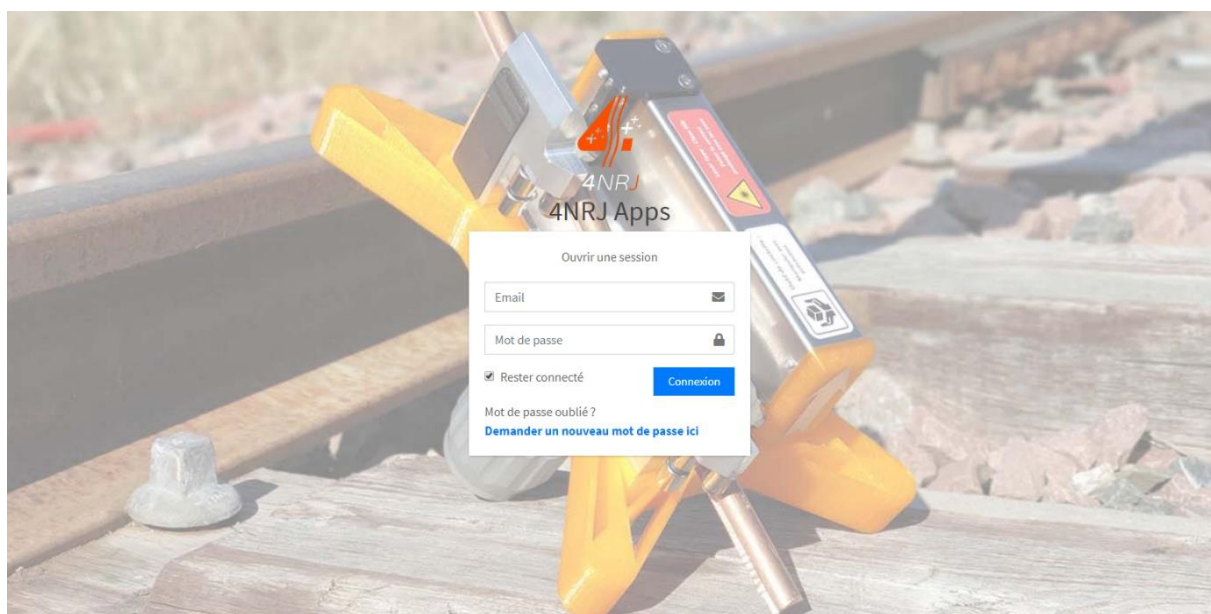 4NRJ
4NRJ Apps
Ouvrir une session
Email
Mot de passe
Rester connecté
Connexion
Mot de passe oublié ?
Demander un nouveau mot de passe ici